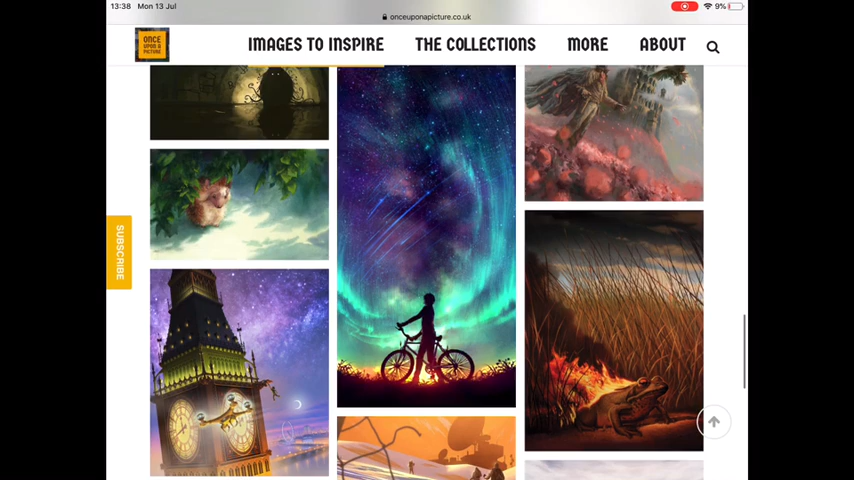 13:38 Mon 13 Jul
9%
onceuponapicture.co.uk
ONCE
UPON A
PICTURE
IMAGES TO INSPIRE THE COLLECTIONS MORE ABOUT
SUBSCRIBE